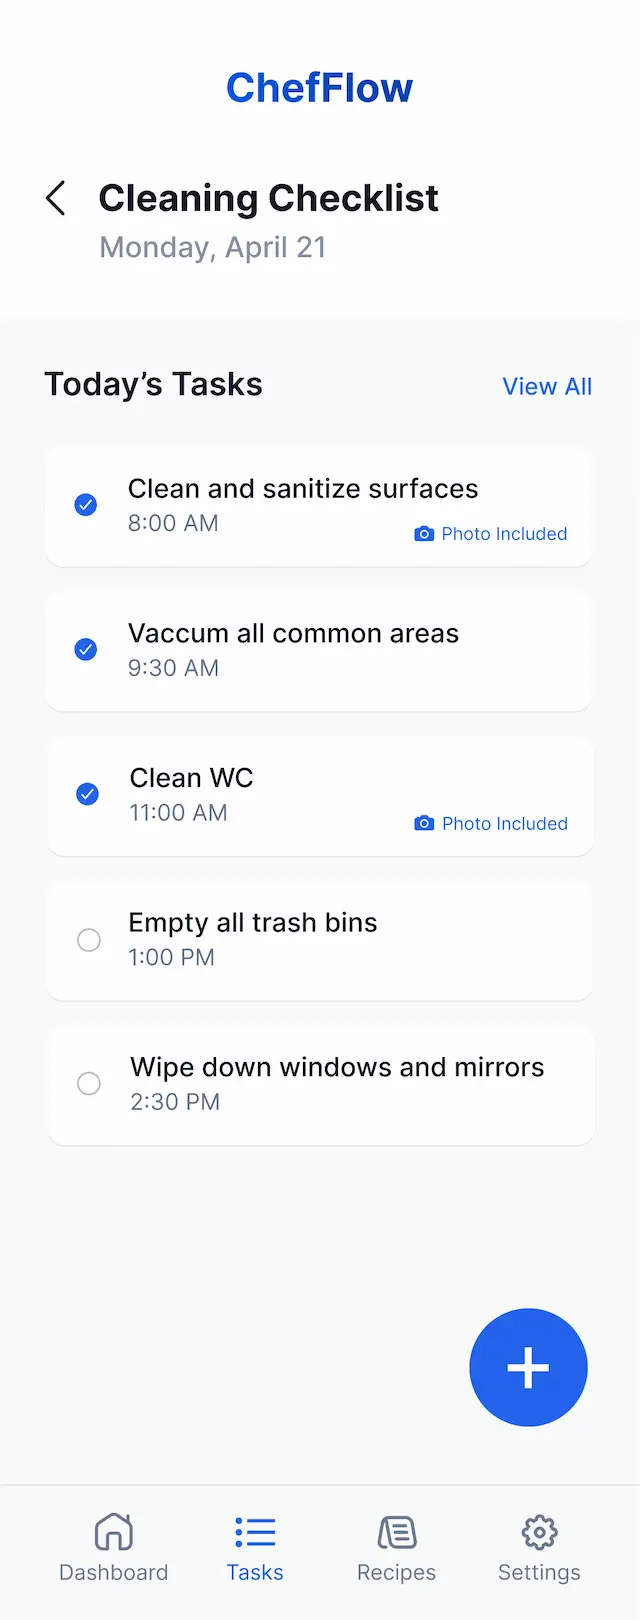 ChefFlow
Cleaning Checklist
Monday, April 21
Today’s Tasks
View All
Clean and sanitize surfaces
8:00 AM
Photo Included
Vaccum all common areas
9:30 AM
Clean WC
11:00 AM
Photo Included
Empty all trash bins
1:00 PM
Wipe down windows and mirrors
2:30 PM
Dashboard
Tasks
Recipes
Settings